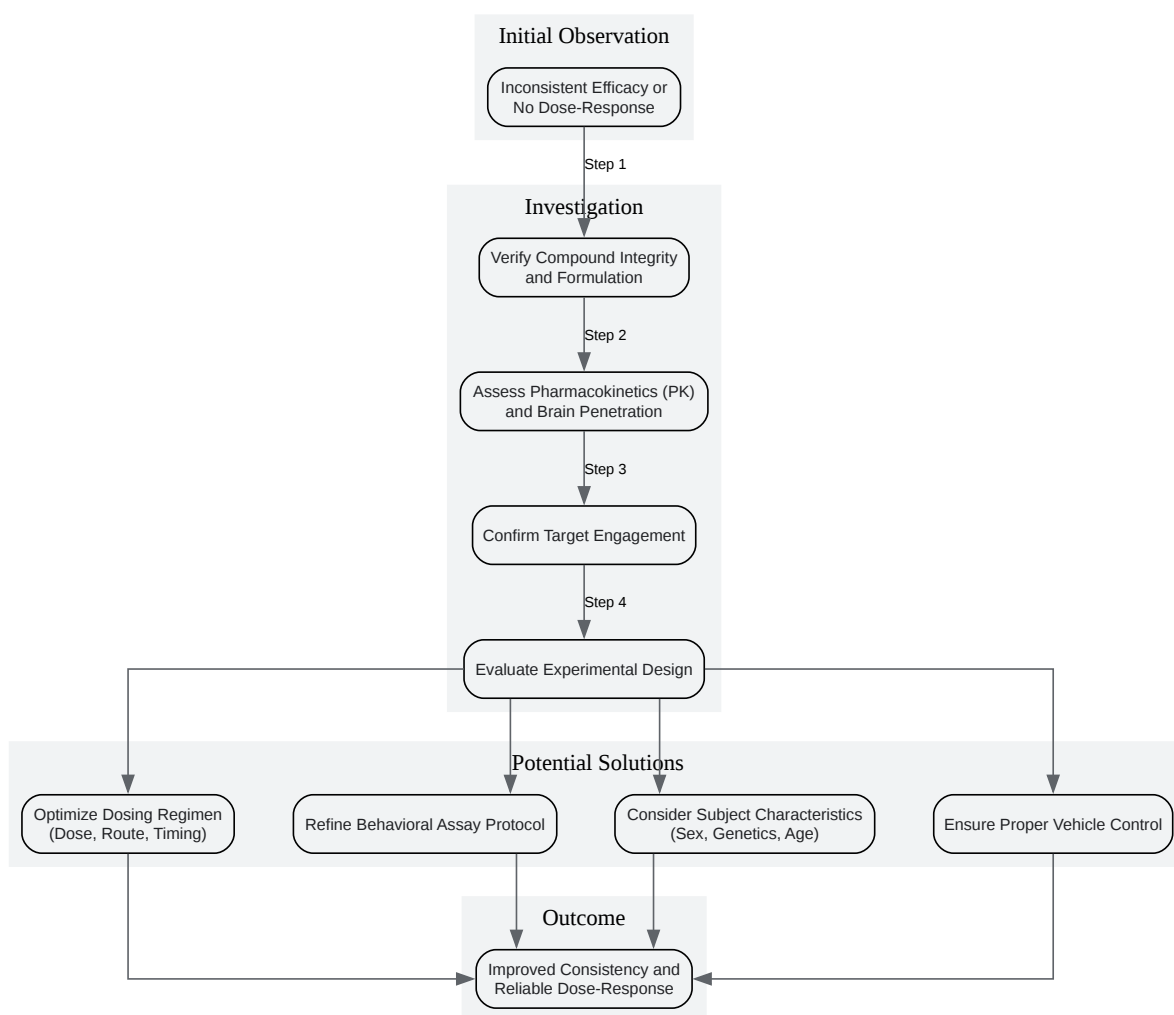 Initial Observation
Inconsistent Efficacy or
No Dose-Response
Step 1
Investigation
Verify Compound Integrity
and Formulation
Step 2
Assess Pharmacokinetics (PK)
and Brain Penetration
Step 3
Confirm Target Engagement
Step 4
Evaluate Experimental Design
Potential Solutions
Optimize Dosing Regimen
(Dose, Route, Timing)
Refine Behavioral Assay Protocol
Consider Subject Characteristics
(Sex, Genetics, Age)
Ensure Proper Vehicle Control
Outcome
Improved Consistency and
Reliable Dose-Response